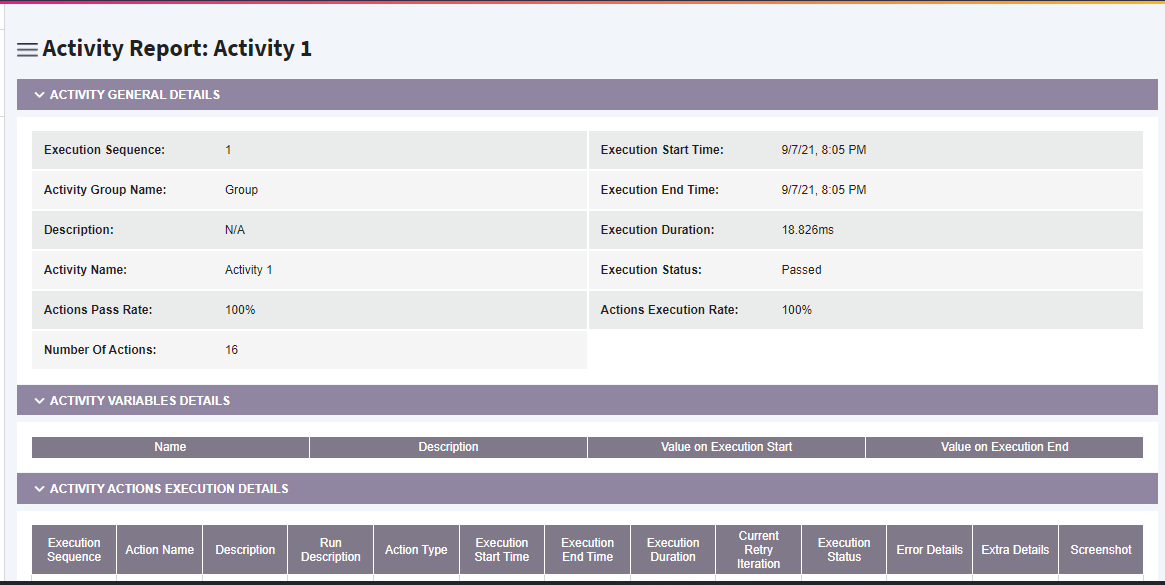 Activity Report: Activity 1
ACTIVITY GENERAL DETAILS
Execution Sequence: 1 Execution Start Time: 9/7/21, 8:05 PM
Activity Group Name: Group Execution End Time: 9/7/21, 8:05 PM
Description: N/A Execution Duration: 18.826ms
Activity Name: Activity 1 Execution Status: Passed
Actions Pass Rate: 100% Actions Execution Rate: 100%
Number Of Actions: 16
ACTIVITY VARIABLES DETAILS
Name Description Value on Execution Start Value on Execution End
ACTIVITY ACTIONS EXECUTION DETAILS
Execution Sequence Action Name Description Run Description Action Type Execution Start Time Execution End Time Execution Duration Current Retry Iteration Execution Status Error Details Extra Details Screenshot